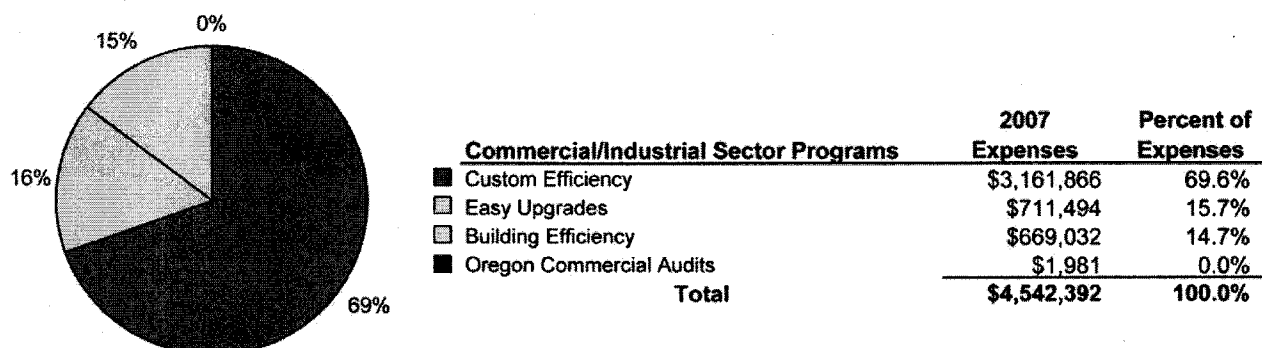 0%
15%
16%
69%
2007 Percent of
Commercial/Industrial Sector Programs Expenses Expenses
Custom Efficiency $3,161,866 69.6%
Easy Upgrades $711,494 15.7%
Building Efficiency $669,032 14.7%
Oregon Commercial Audits $1,981 0.0%
Total $4,542,392 100.0%